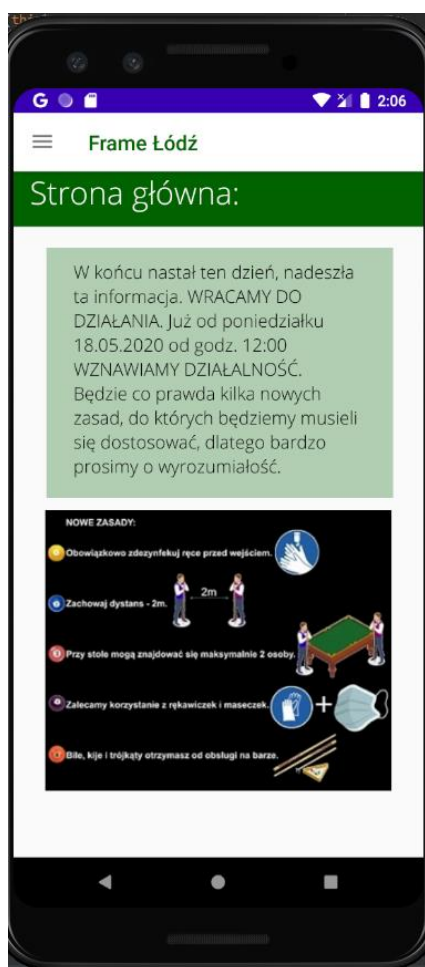 2:06
Frame Łódź
Strona główna:
W końcu nastał ten dzień, nadeszła
ta informacja. WRACAMY DO
DZIAŁANIA. Już od poniedziałku
18.05.2020 od godz. 12:00
WZNAWIAMY DZIAŁALNOŚĆ.
Będzie co prawda kilka nowych
zasad, do których będziemy musieli
się dostosować, dlatego bardzo
prosimy o wyrozumiałość.
NOWE ZASADY:
Obowiązkowo zdezynfekuj ręce przed wejściem.
2m
Zachowaj dystans - 2m.
Przy stole mogą znajdować się maksymalnie 2 osoby.
Zalecamy korzystanie z rękawiczek i maseczek.
+
Bile, kije i trójkąty otrzymasz od obsługi na barze.